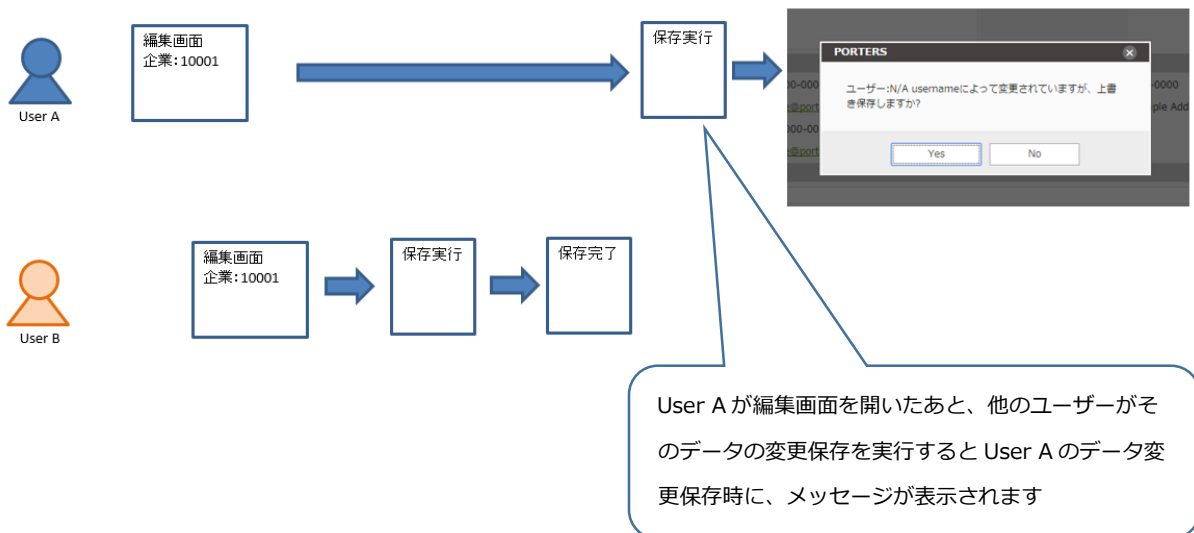 編集画面
企業:10001
保存実行
User A
PORTERS
ユーザー:N/A usernameによって変更されていますが、上書
き保存しますか?
Yes
No
編集画面
企業:10001
保存実行
保存完了
User B
User A が編集画面を開いたあと、他のユーザーがそ
のデータの変更保存を実行すると User A のデータ変
更保存時に、メッセージが表示されます